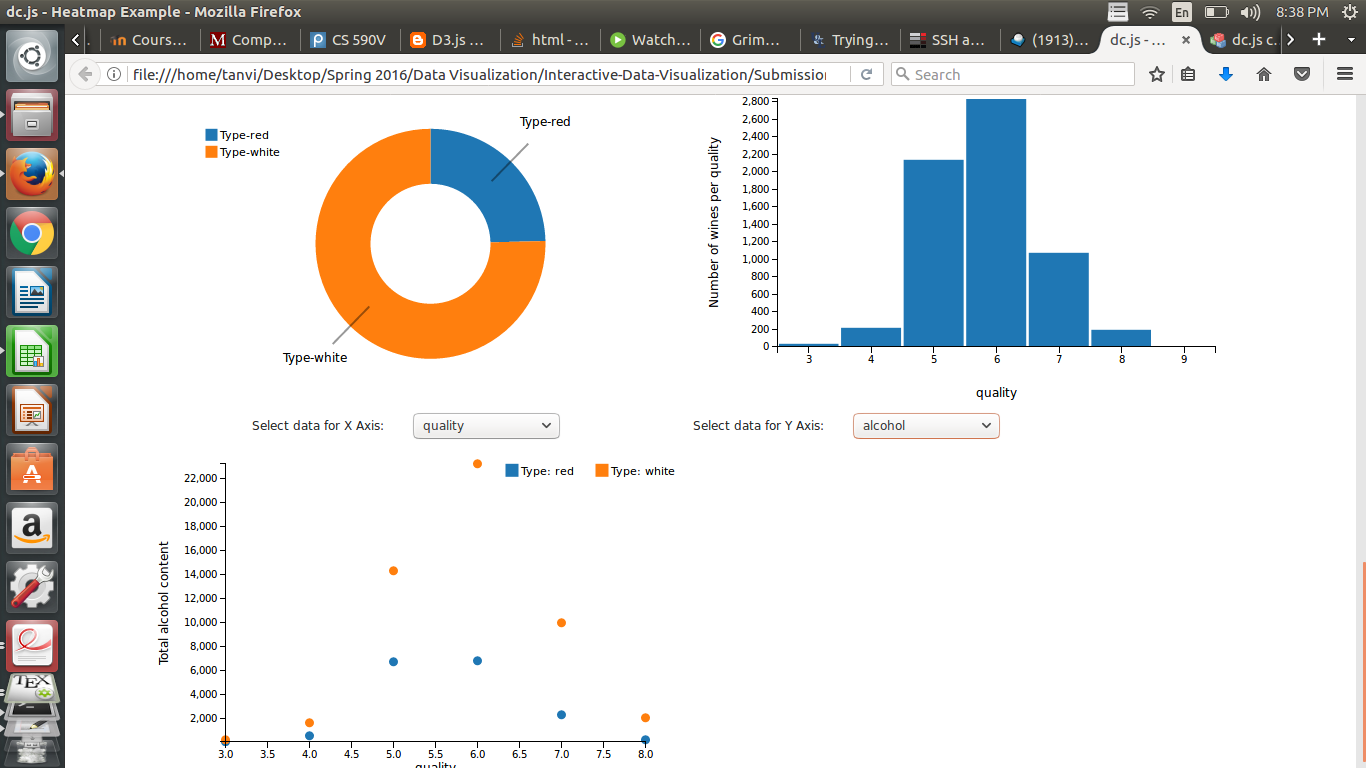 dc.js - Heatmap Example - Mozilla Firefox
En
8:38 PM
Cours...
Comp...
CS 590V
D3.js ...
html - ...
Watch...
Grim...
Trying...
SSH a...
(1913)...
dc.js - ...
dc.js c.
file:///home/tanvi/Desktop/Spring 2016/Data Visualization/Interactive-Data-Visualization/Submission
Search
Type-red
Type-white
Type-red
Type-white
Number of wines per quality
2,800
2,600
2,400
2,200
2,000
1,800
1,600
1,400
1,200
1,000
800
600
400
200
0
3 4 5 6 7 8 9
quality
Select data for X Axis:
quality
Select data for Y Axis:
alcohol
Type: red
Type: white
Total alcohol content
22,000
20,000
18,000
16,000
14,000
12,000
10,000
8,000
6,000
4,000
2,000
3.0 3.5 4.0 4.5 5.0 5.5 6.0 6.5 7.0 7.5 8.0
quality
TEX